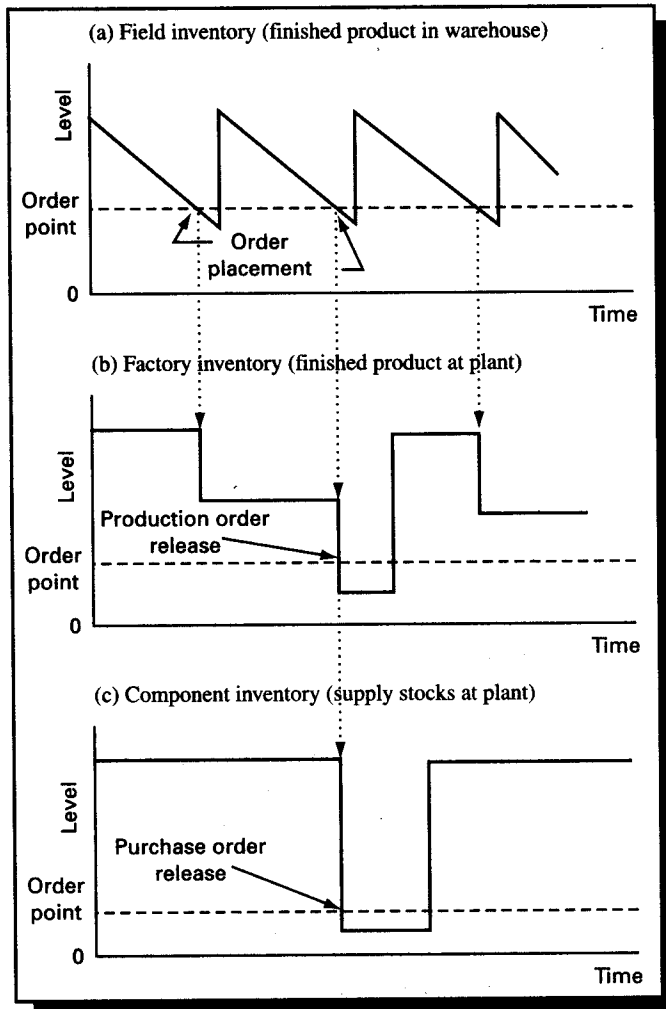 (a) Field inventory (finished product in warehouse)
Level
Order
point
Order
placement
0
Time
(b) Factory inventory (finished product at plant)
Level
Production order
release
Order
point
0
Time
(c) Component inventory (supply stocks at plant)
Level
Purchase order
release
Order
point
0
Time